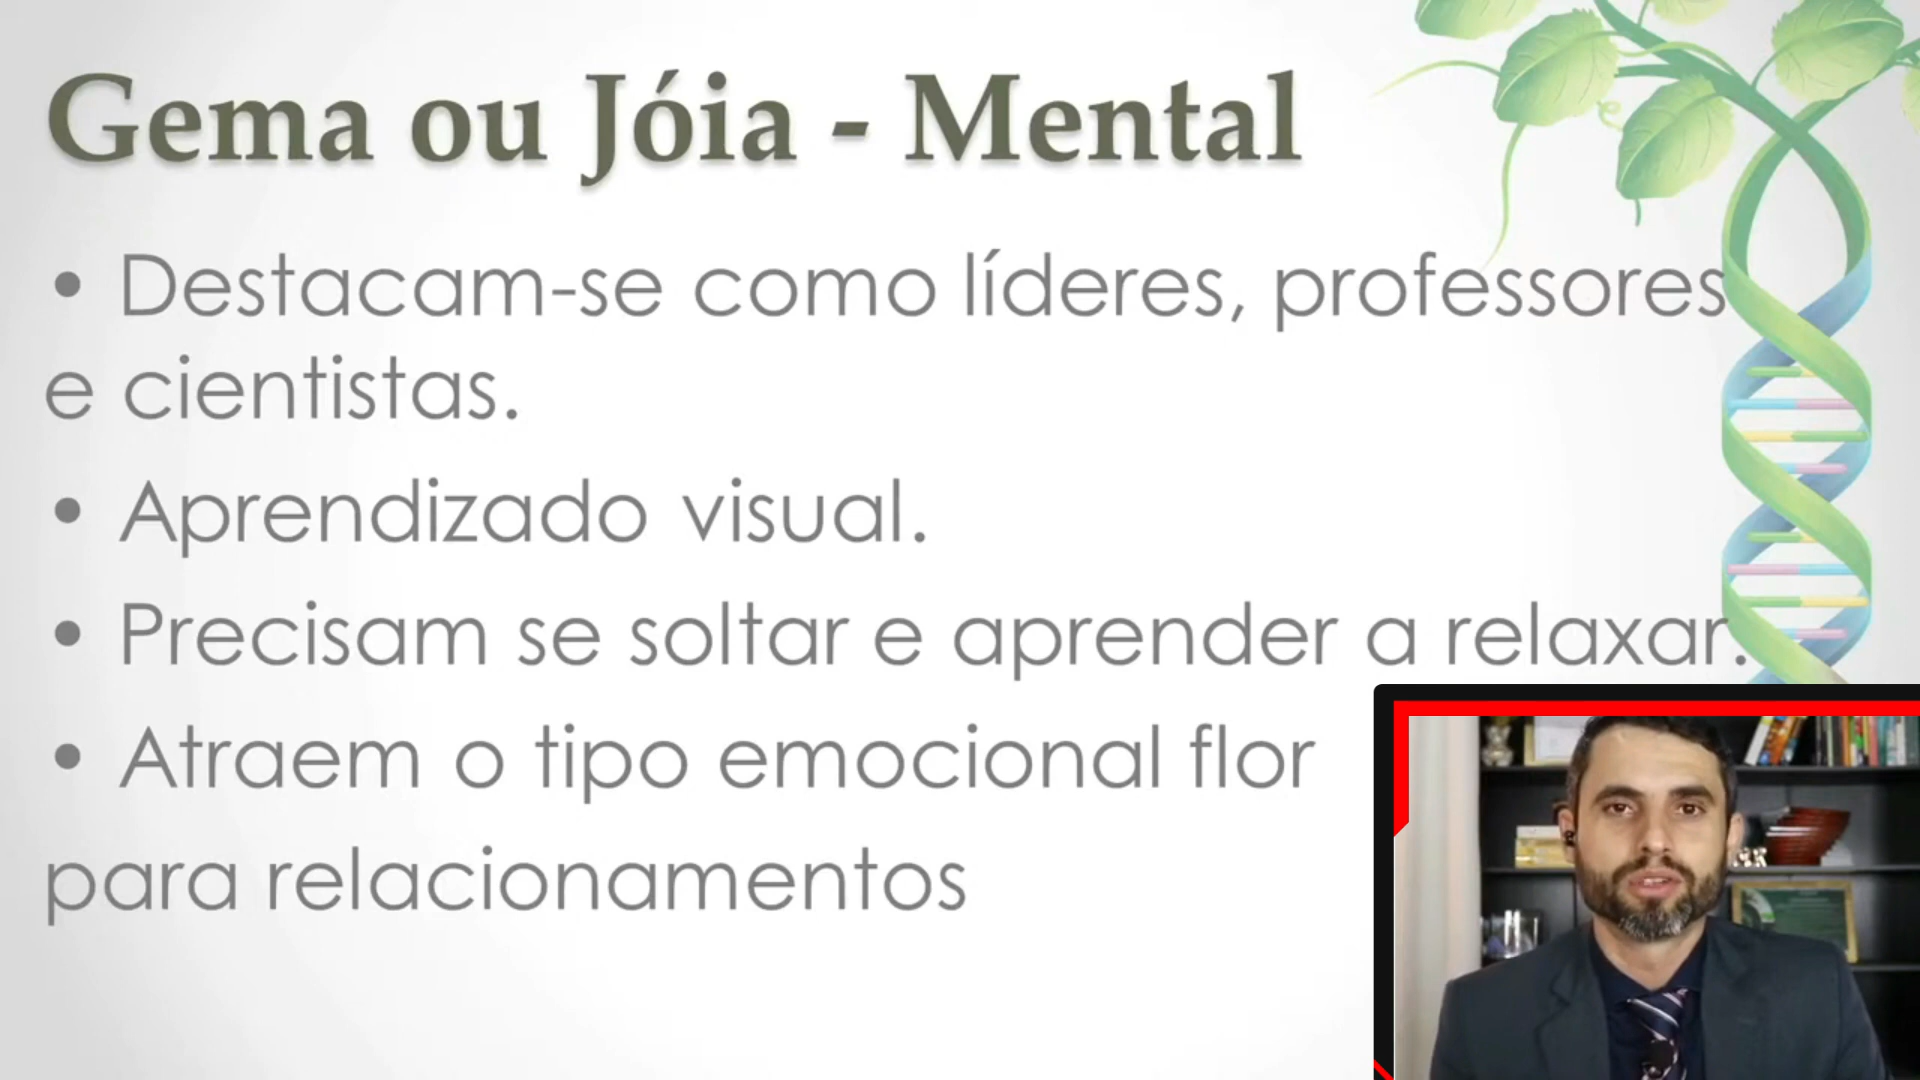 Gema ou Jóia - Mental
• Destacam-se como líderes, professores
e cientistas.
• Aprendizado visual.
• Precisam se soltar e aprender a relaxar.
• Atraem o tipo emocional flor
para relacionamentos